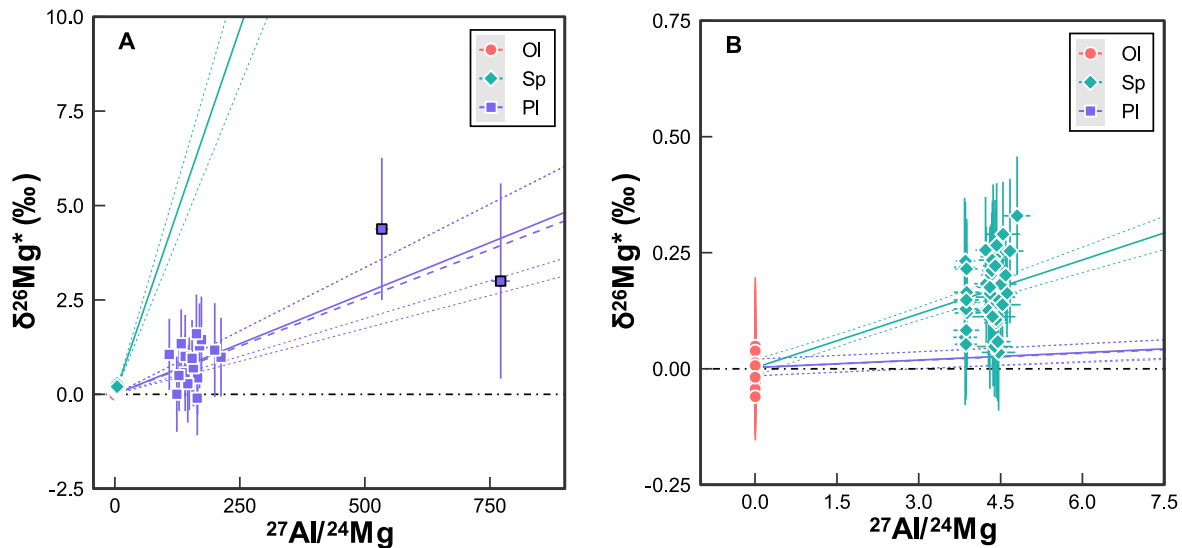 A
Ol
Sp
Pl
10.0
7.5
5.0
2.5
0.0
-2.5
δ²⁶Mg* (‰)
0
250
500
750
²⁷Al/²⁴Mg
B
Ol
Sp
Pl
0.75
0.50
0.25
0.00
-0.25
δ²⁶Mg* (‰)
0.0
1.5
3.0
4.5
6.0
7.5
²⁷Al/²⁴Mg